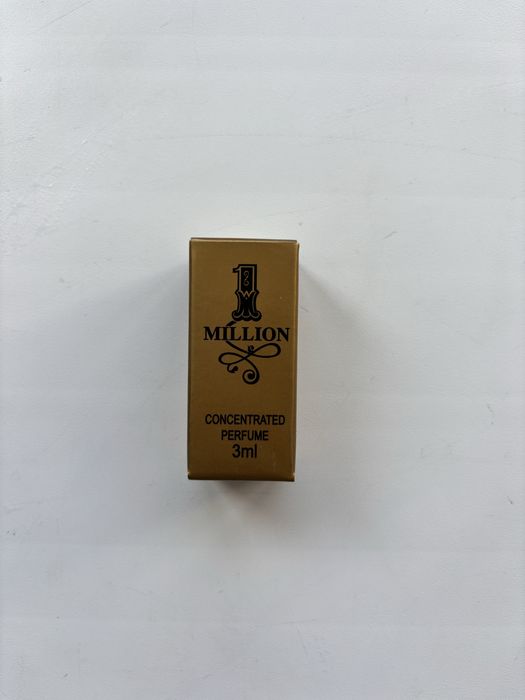 1
MILLION
CONCENTRATED
PERFUME
3ml